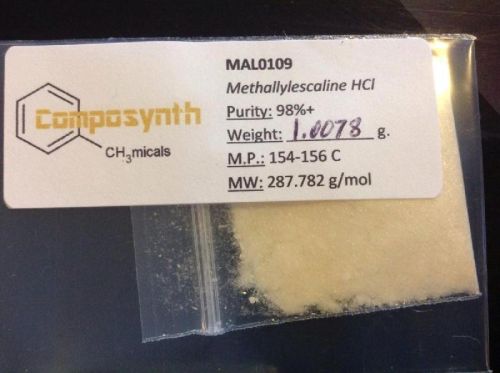 MAL0109
Methallylescaline HCl
Composynth
CH₃micals
Purity: 98%+
Weight: 1.0078 g.
M.P.: 154-156 C
MW: 287.782 g/mol